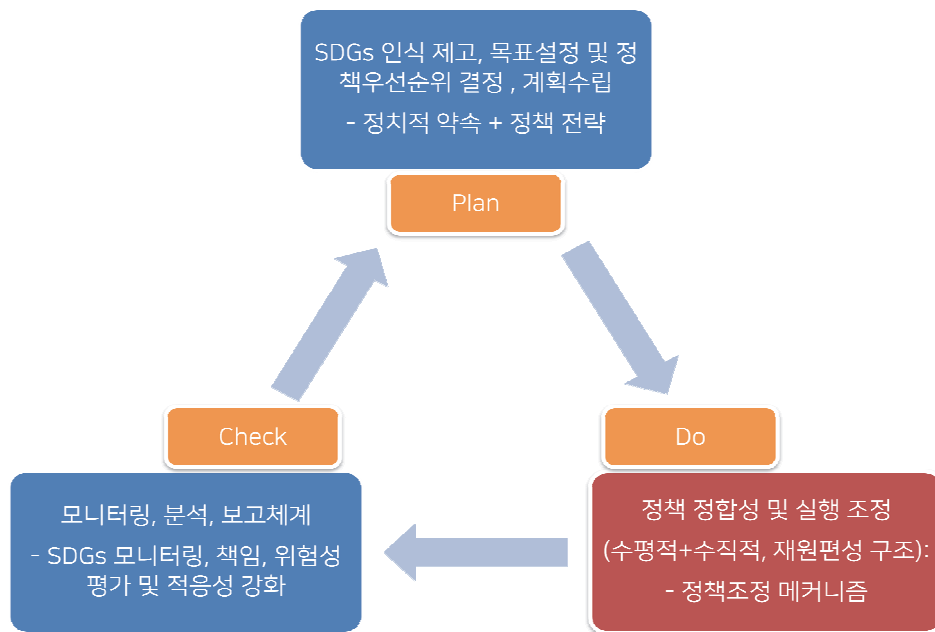 SDGs 인식 제고, 목표설정 및 정
책우선순위 결정 , 계획수립
- 정치적 약속 + 정책 전략
Plan
Check
Do
모니터링, 분석, 보고체계
- SDGs 모니터링, 책임, 위험성
평가 및 적응성 강화
정책 정합성 및 실행 조정
(수평적+수직적, 재원편성 구조):
- 정책조정 메커니즘